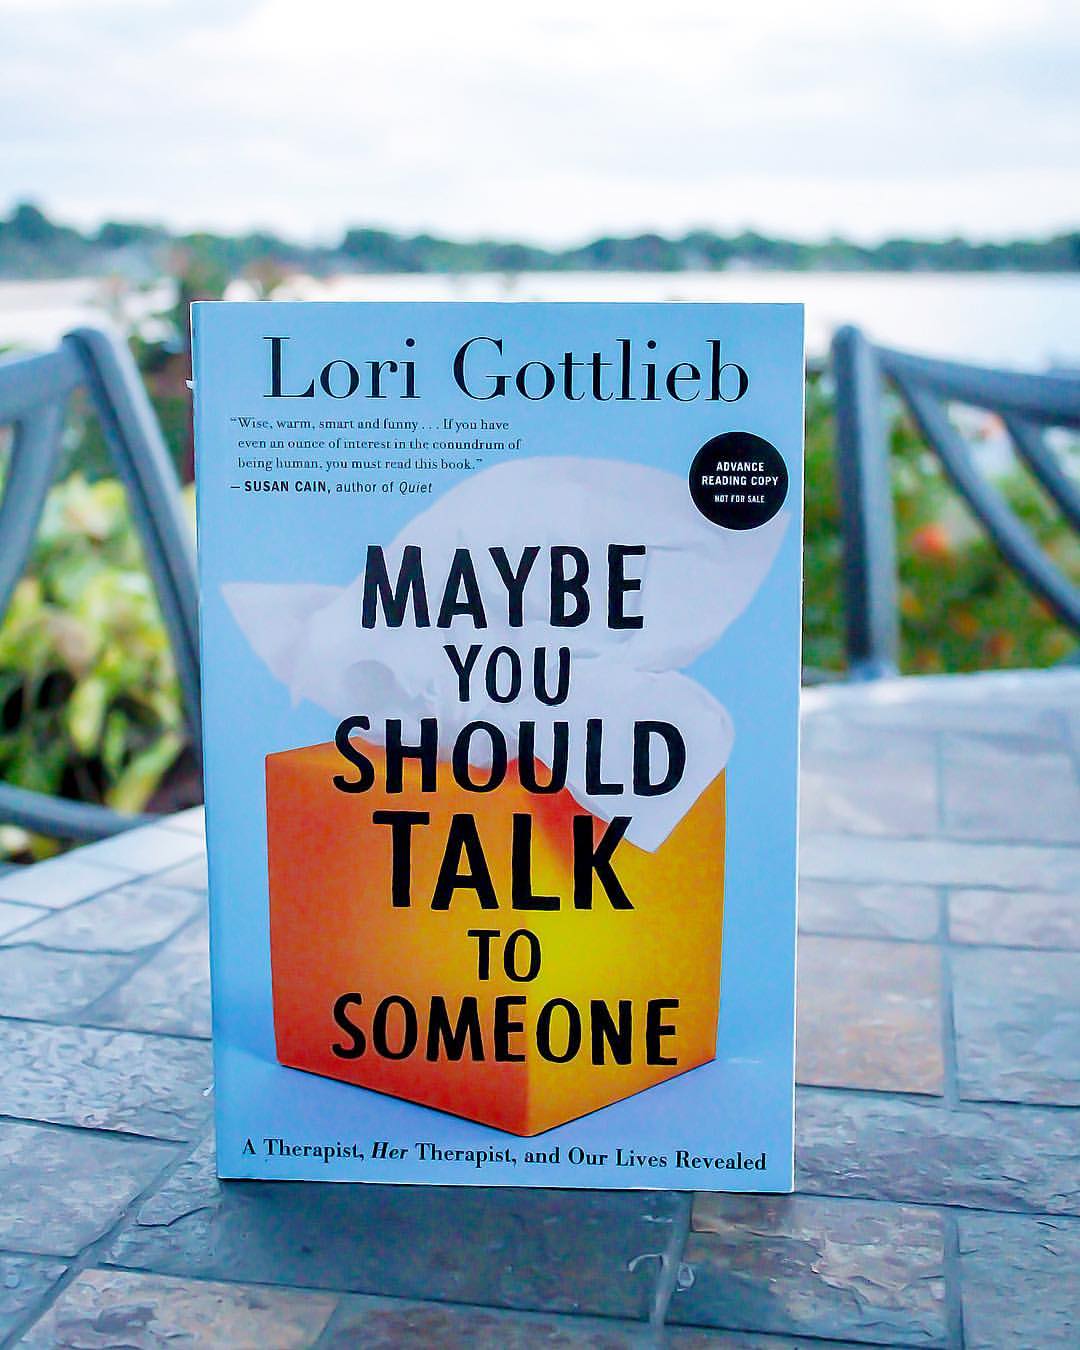 Lori Gottlieb
“Wise, warm, smart and funny . . . If you have
even an ounce of interest in the conundrum of
being human, you must read this book.”
— SUSAN CAIN, author of Quiet
ADVANCE
READING COPY
NOT FOR SALE
MAYBE
YOU
SHOULD
TALK
TO
SOMEONE
A Therapist, Her Therapist, and Our Lives Revealed